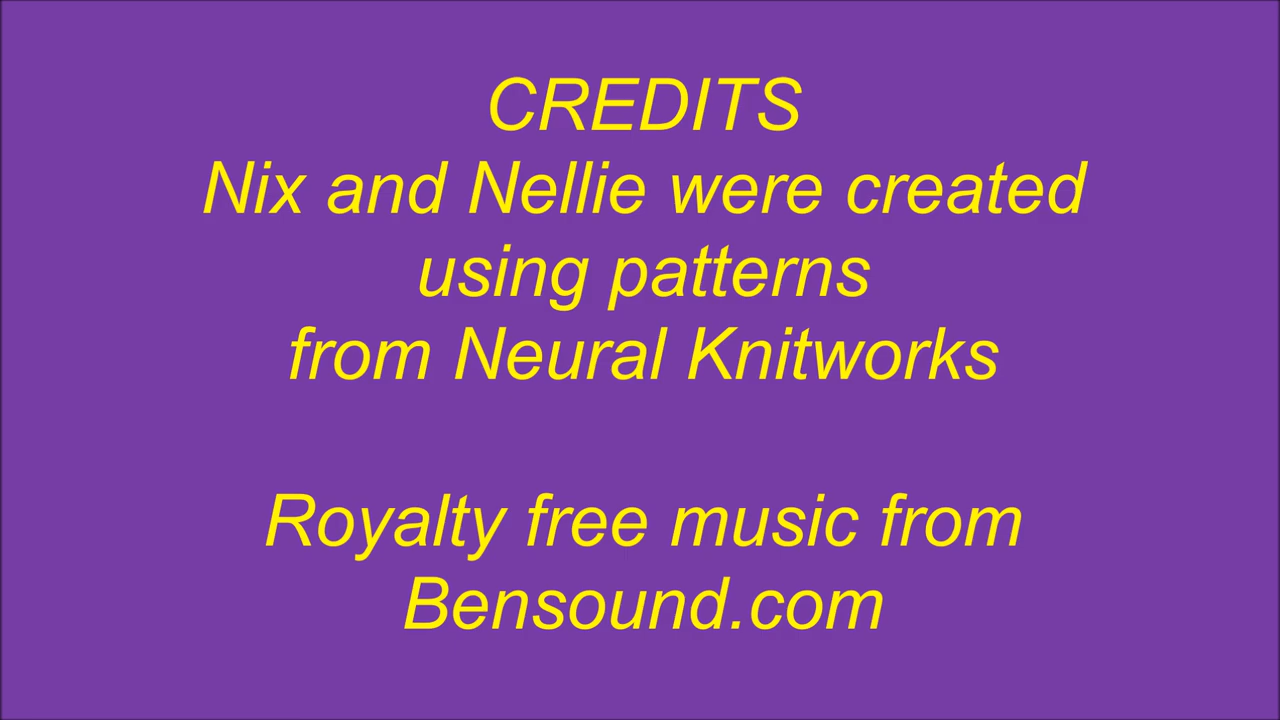 CREDITS
Nix and Nellie were created
using patterns
from Neural Knitworks
Royalty free music from
Bensound.com